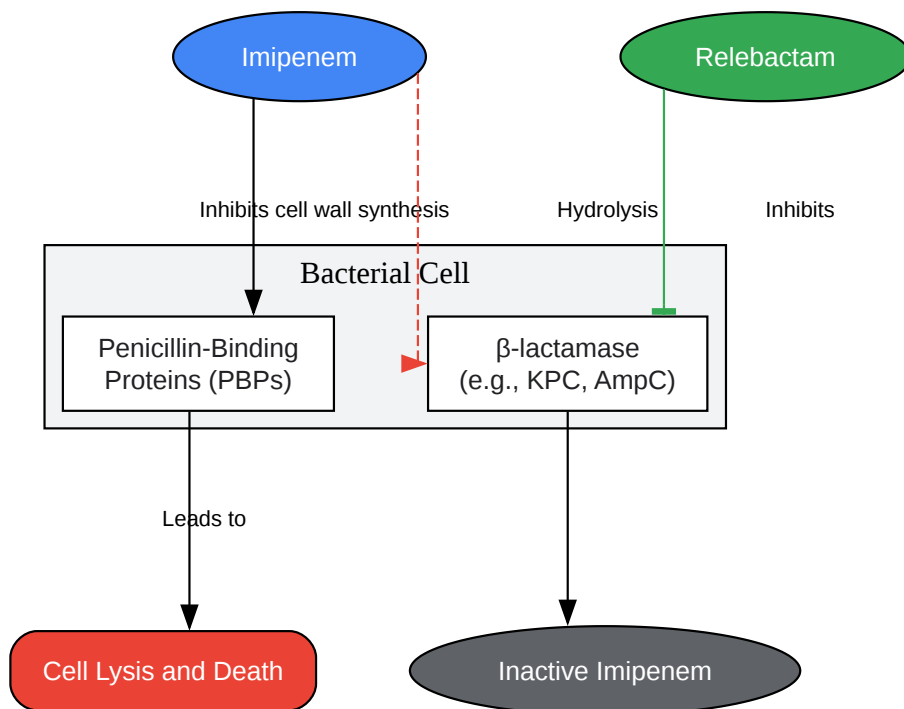 Imipenem
Relebactam
Inhibits cell wall synthesis
Hydrolysis
Inhibits
Bacterial Cell
Penicillin-Binding
Proteins (PBPs)
β-lactamase
(e.g., KPC, AmpC)
Leads to
Cell Lysis and Death
Inactive Imipenem